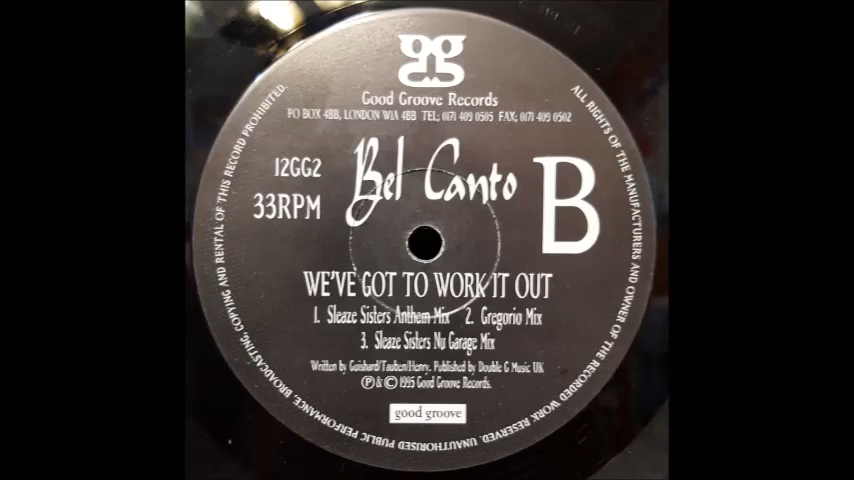 gg
Good Groove Records
PO BOX 4BB, LONDON W1A 4BB TEL; 0171 409 0505 FAX; 0171 409 0502
12GG2
33RPM
Bel Canto
B
WE'VE GOT TO WORK IT OUT
1. Sleaze Sisters Anthem Mix 2. Gregorio Mix
3. Sleaze Sisters Nu Garage Mix
Written by Guishard/Tauben/Henry. Published by Double G Music UK
℗ & © 1995 Good Groove Records.
good groove
ALL RIGHTS OF THE MANUFACTURERS AND OWNER OF THE RECORDED WORK RESERVED. UNAUTHORISED PUBLIC PERFORMANCE, BROADCASTING, COPYING AND RENTAL OF THIS RECORD PROHIBITED.